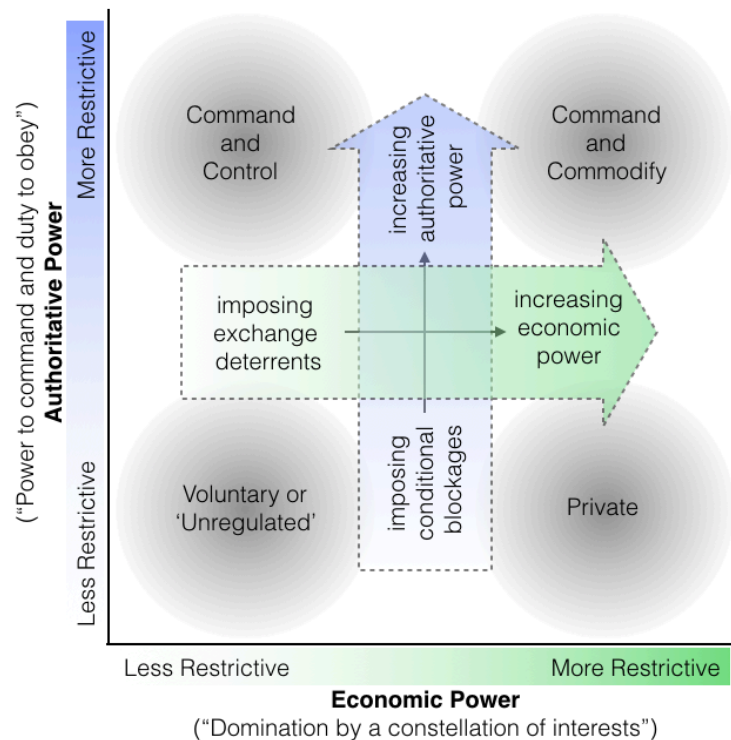 Command
and
Control
Command
and
Commodify
increasing
authoritative
power
imposing
exchange
deterrents
increasing
economic
power
imposing
conditional
blockages
Voluntary or
‘Unregulated’
Private
(“Power to command and duty to obey”)
Authoritative Power
More Restrictive
Less Restrictive
Less Restrictive
More Restrictive
Economic Power
(“Domination by a constellation of interests”)